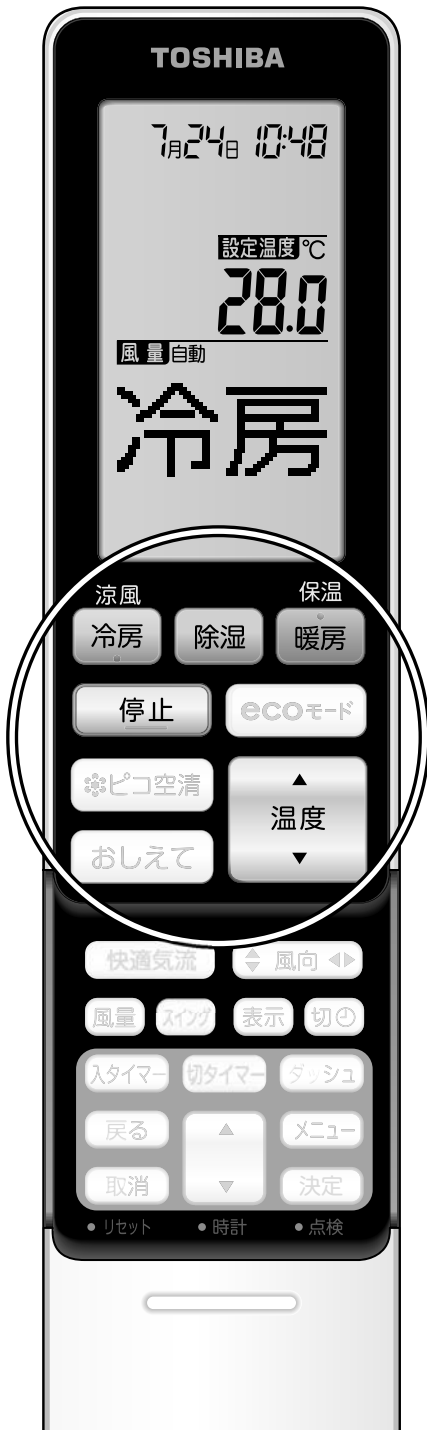 TOSHIBA
7月24日 10:48
設定温度 ℃
28.0
風量 自動
冷房
涼風 保温
冷房 除湿 暖房
停止 ecoモード
ピコ空清 温度
おしえて
快適気流 風向
風量 スイング 表示 切
入タイマー 切タイマー ダッシュ
戻る メニュー
取消 決定
リセット 時計 点検